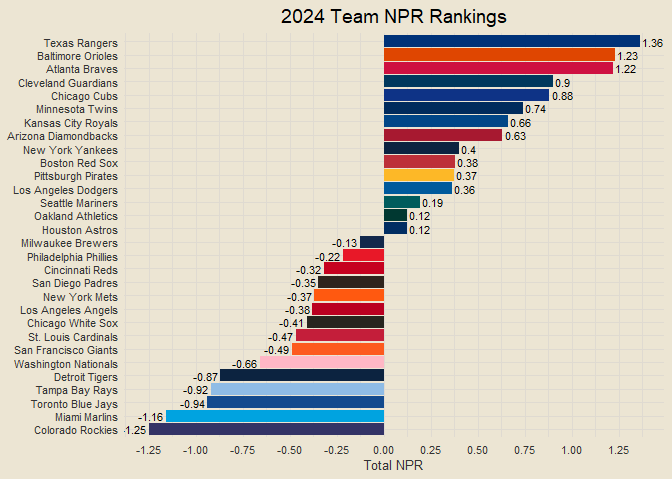 2024 Team NPR Rankings
Texas Rangers 1.36
Baltimore Orioles 1.23
Atlanta Braves 1.22
Cleveland Guardians 0.9
Chicago Cubs 0.88
Minnesota Twins 0.74
Kansas City Royals 0.66
Arizona Diamondbacks 0.63
New York Yankees 0.4
Boston Red Sox 0.38
Pittsburgh Pirates 0.37
Los Angeles Dodgers 0.36
Seattle Mariners 0.19
Oakland Athletics 0.12
Houston Astros 0.12
Milwaukee Brewers -0.13
Philadelphia Phillies -0.22
Cincinnati Reds -0.32
San Diego Padres -0.35
New York Mets -0.37
Los Angeles Angels -0.38
Chicago White Sox -0.41
St. Louis Cardinals -0.47
San Francisco Giants -0.49
Washington Nationals -0.66
Detroit Tigers -0.87
Tampa Bay Rays -0.92
Toronto Blue Jays -0.94
Miami Marlins -1.16
Colorado Rockies -1.25
-1.25 -1.00 -0.75 -0.50 -0.25 0.00 0.25 0.50 0.75 1.00 1.25
Total NPR